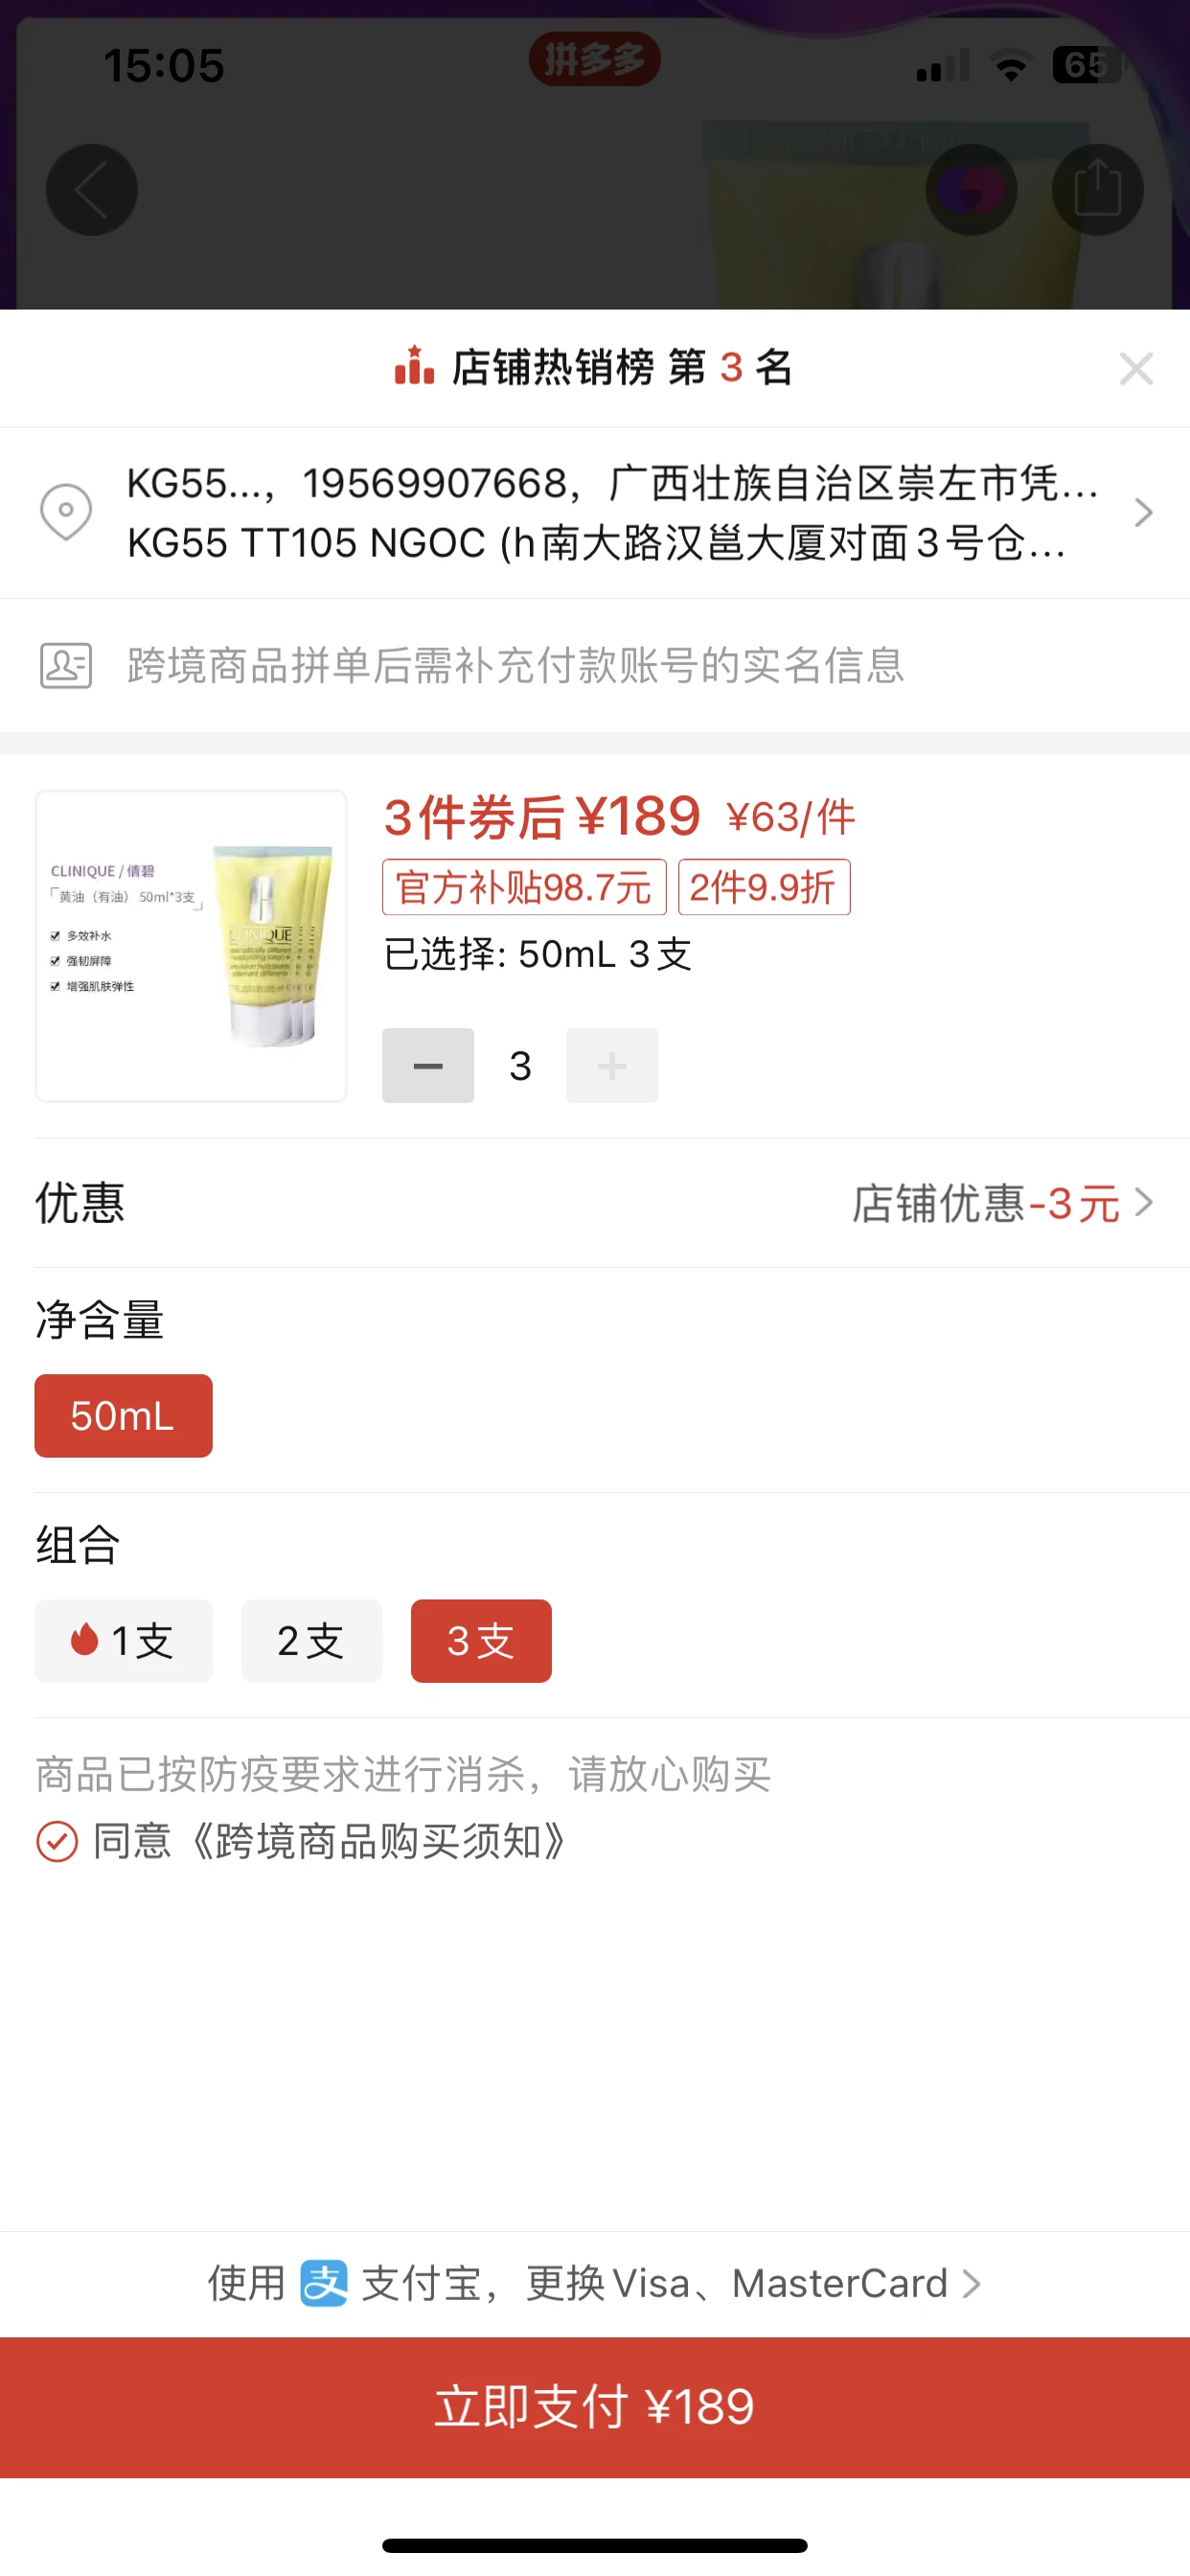 15:05
拼多多
65
店铺热销榜 第 3 名
KG55...，19569907668，广西壮族自治区崇左市凭...
KG55 TT105 NGOC (h南大路汉邕大厦对面3号仓...
跨境商品拼单后需补充付款账号的实名信息
CLINIQUE / 倩碧
「黄油（有油） 50ml*3支」
多效补水
强韧屏障
增强肌肤弹性
CLINIQUE
3件券后 ¥189 ¥63/件
官方补贴98.7元 2件9.9折
已选择: 50mL 3支
3
优惠
店铺优惠-3元
净含量
50mL
组合
1支 2支 3支
商品已按防疫要求进行消杀，请放心购买
同意《跨境商品购买须知》
使用 支 支付宝，更换Visa、MasterCard
立即支付 ¥189